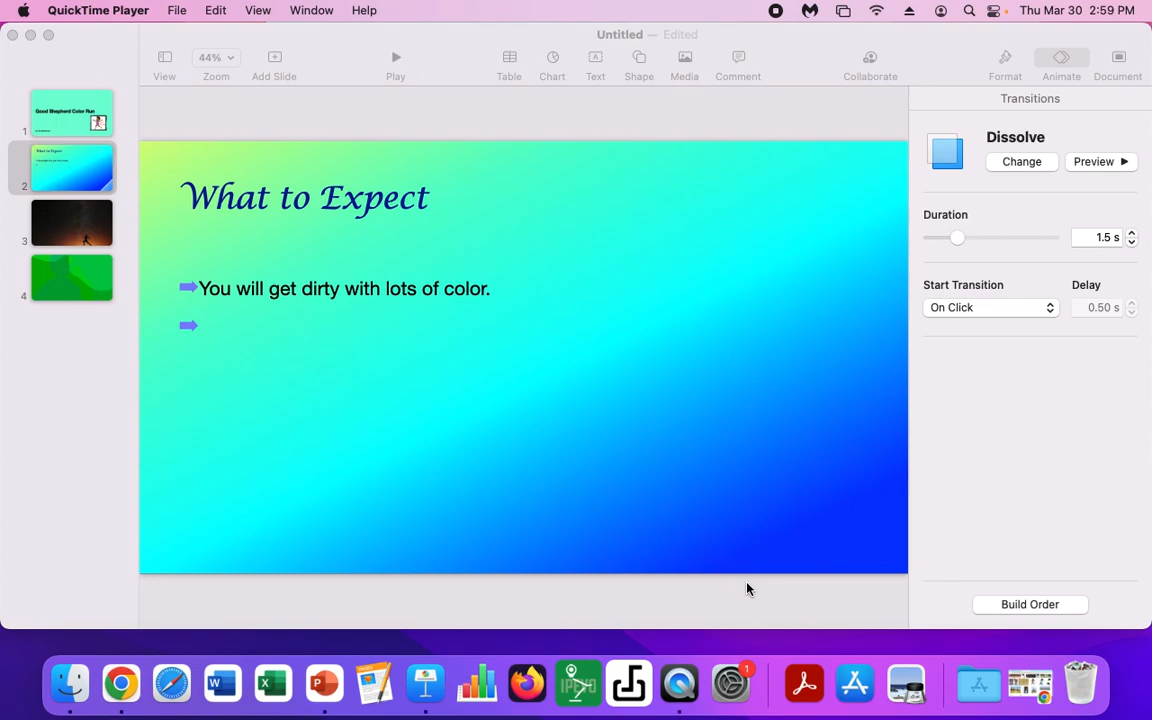 QuickTime Player File Edit View Window Help Thu Mar 30 2:59 PM
Untitled — Edited
44%
View Zoom Add Slide Play Table Chart Text Shape Media Comment Collaborate Format Animate Document
Transitions
Good Shepherd Color Run
1
What to Expect
2
3
4
What to Expect
You will get dirty with lots of color.
Dissolve
Change Preview
Duration
1.5 s
Start Transition Delay
On Click 0.50 s
Build Order
PAGES
W X P
IPEVO
1